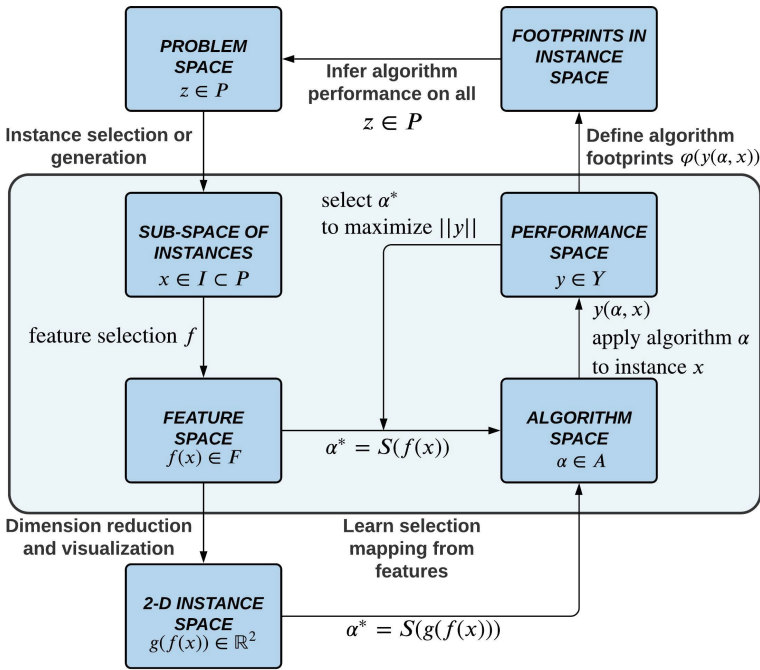 PROBLEM
SPACE
z ∈ P
FOOTPRINTS IN
INSTANCE
SPACE
Infer algorithm
performance on all
z ∈ P
Instance selection or
generation
Define algorithm
footprints φ(y(α, x))
SUB-SPACE OF
INSTANCES
x ∈ I ⊂ P
select α*
to maximize ||y||
PERFORMANCE
SPACE
y ∈ Y
feature selection f
y(α, x)
apply algorithm α
to instance x
FEATURE
SPACE
f(x) ∈ F
α* = S(f(x))
ALGORITHM
SPACE
α ∈ A
Dimension reduction
and visualization
Learn selection
mapping from
features
2-D INSTANCE
SPACE
g(f(x)) ∈ ℝ²
α* = S(g(f(x)))